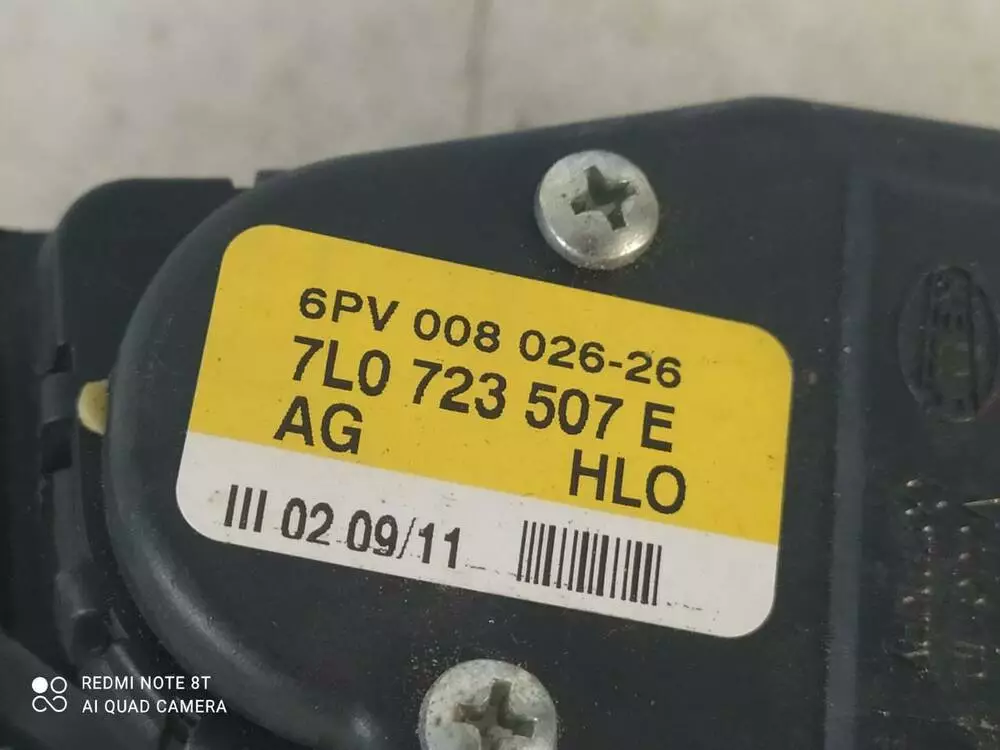 6PV 008 026-26
7L0 723 507 E
AG HLO
III 02 09/11
REDMI NOTE 8T
AI QUAD CAMERA